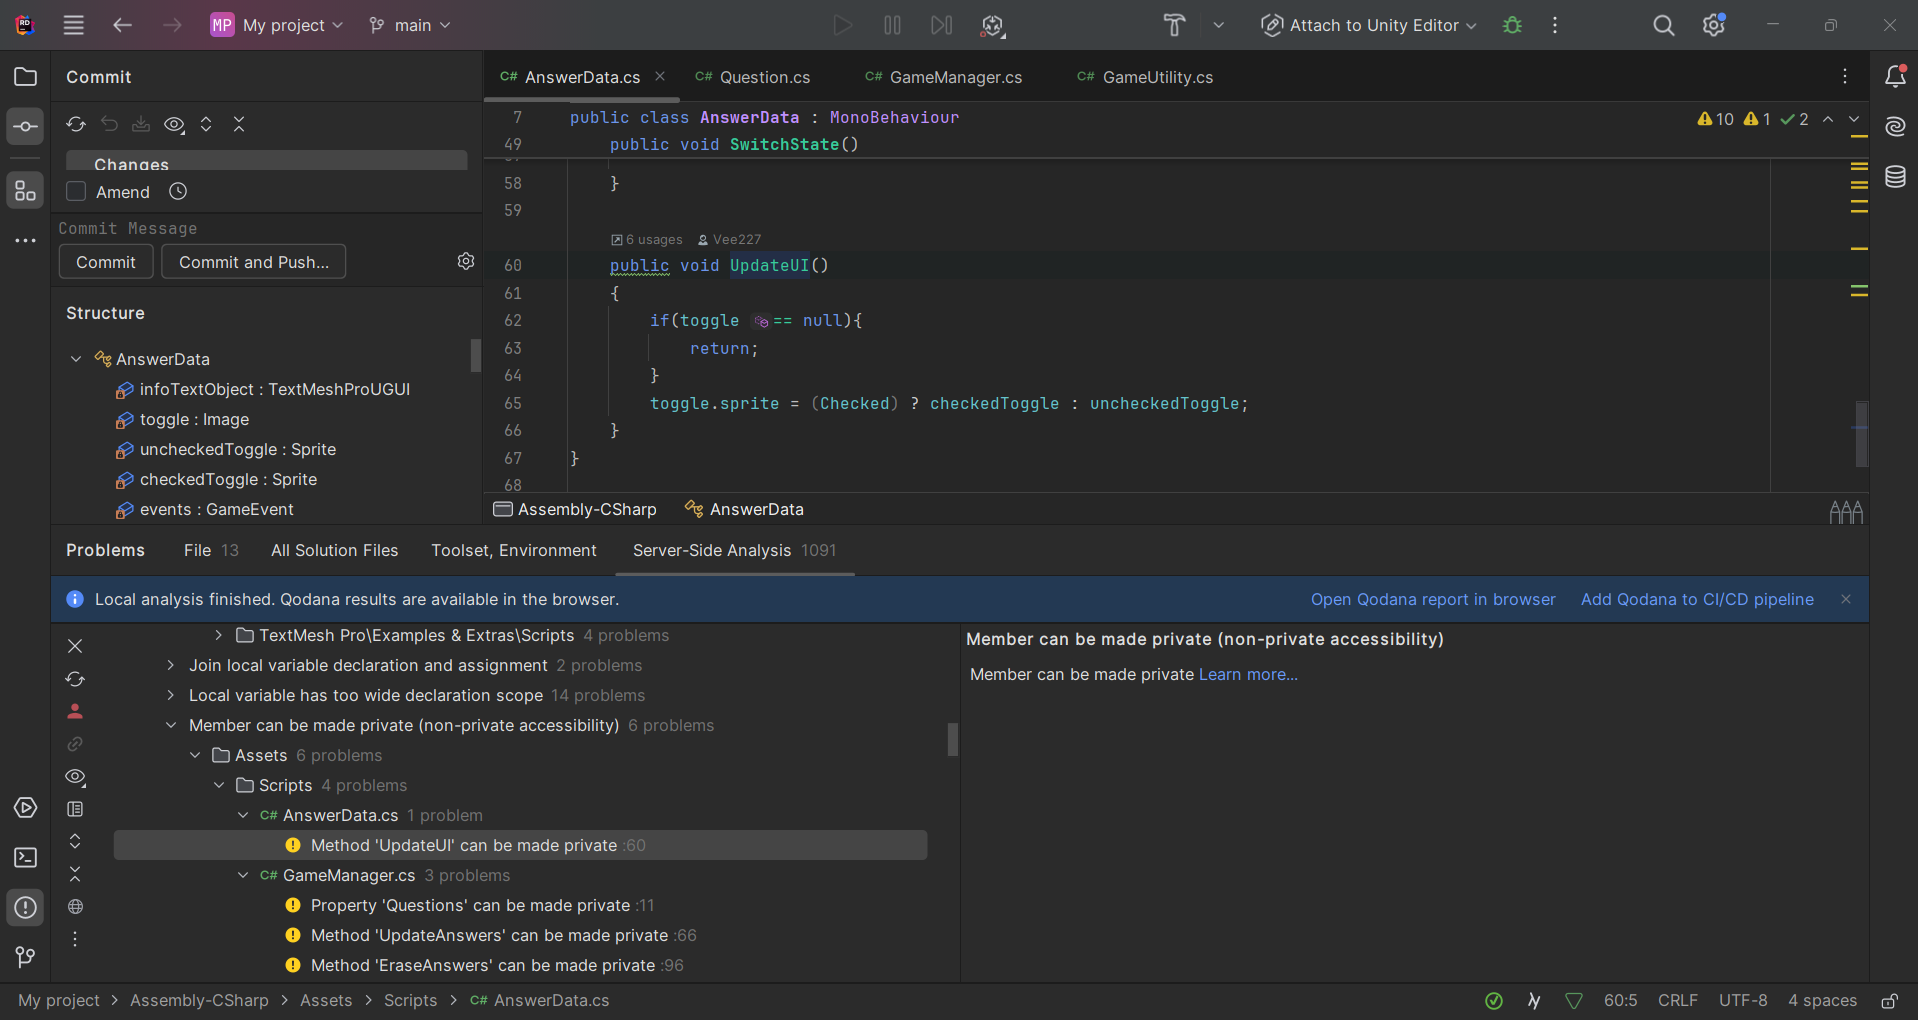 MP My project main Attach to Unity Editor
Commit
Changes
Amend
Commit Message
Commit Commit and Push...
Structure
AnswerData
infoTextObject : TextMeshProUGUI
toggle : Image
uncheckedToggle : Sprite
checkedToggle : Sprite
events : GameEvent
C# AnswerData.cs C# Question.cs C# GameManager.cs C# GameUtility.cs
10 1 2
7 public class AnswerData : MonoBehaviour
49 public void SwitchState()
58 }
59
6 usages Vee227
60 public void UpdateUI()
61 {
62 if(toggle == null){
63 return;
64 }
65 toggle.sprite = (Checked) ? checkedToggle : uncheckedToggle;
66 }
67 }
68
Assembly-CSharp AnswerData
Problems File 13 All Solution Files Toolset, Environment Server-Side Analysis 1091
Local analysis finished. Qodana results are available in the browser. Open Qodana report in browser Add Qodana to CI/CD pipeline
TextMesh Pro\Examples & Extras\Scripts 4 problems
Join local variable declaration and assignment 2 problems
Local variable has too wide declaration scope 14 problems
Member can be made private (non-private accessibility) 6 problems
Assets 6 problems
Scripts 4 problems
C# AnswerData.cs 1 problem
Method 'UpdateUI' can be made private :60
C# GameManager.cs 3 problems
Property 'Questions' can be made private :11
Method 'UpdateAnswers' can be made private :66
Method 'EraseAnswers' can be made private :96
Member can be made private (non-private accessibility)
Member can be made private Learn more...
My project > Assembly-CSharp > Assets > Scripts > C# AnswerData.cs
60:5 CRLF UTF-8 4 spaces